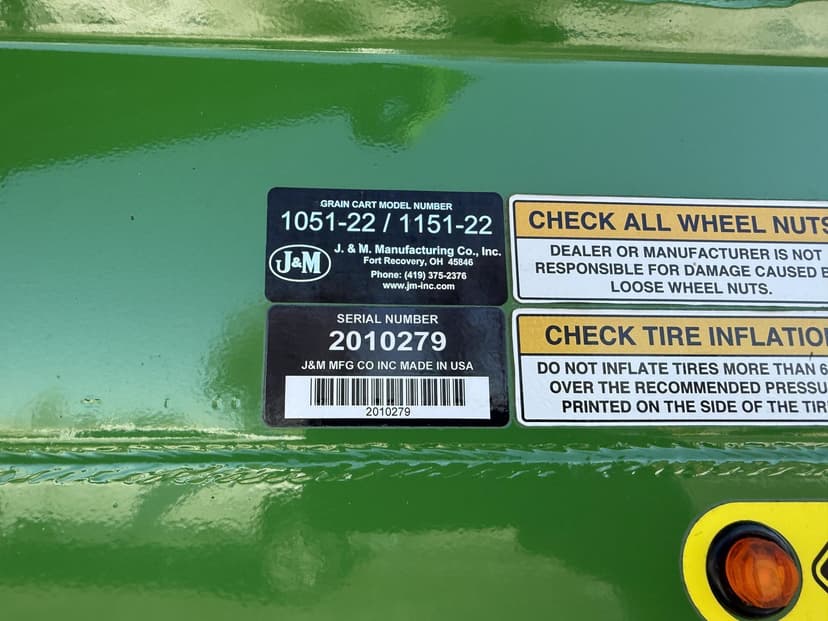 GRAIN CART MODEL NUMBER
1051-22 / 1151-22
J&M
J. & M. Manufacturing Co., Inc.
Fort Recovery, OH 45846
Phone: (419) 375-2376
www.jm-inc.com
SERIAL NUMBER
2010279
J&M MFG CO INC MADE IN USA
2010279
CHECK ALL WHEEL NUTS
DEALER OR MANUFACTURER IS NOT
RESPONSIBLE FOR DAMAGE CAUSED
LOOSE WHEEL NUTS.
CHECK TIRE
DO NOT INFLATE TIRES MORE THAN
OVER THE RECOMMENDED
PRINTED ON THE SIDE OF THE